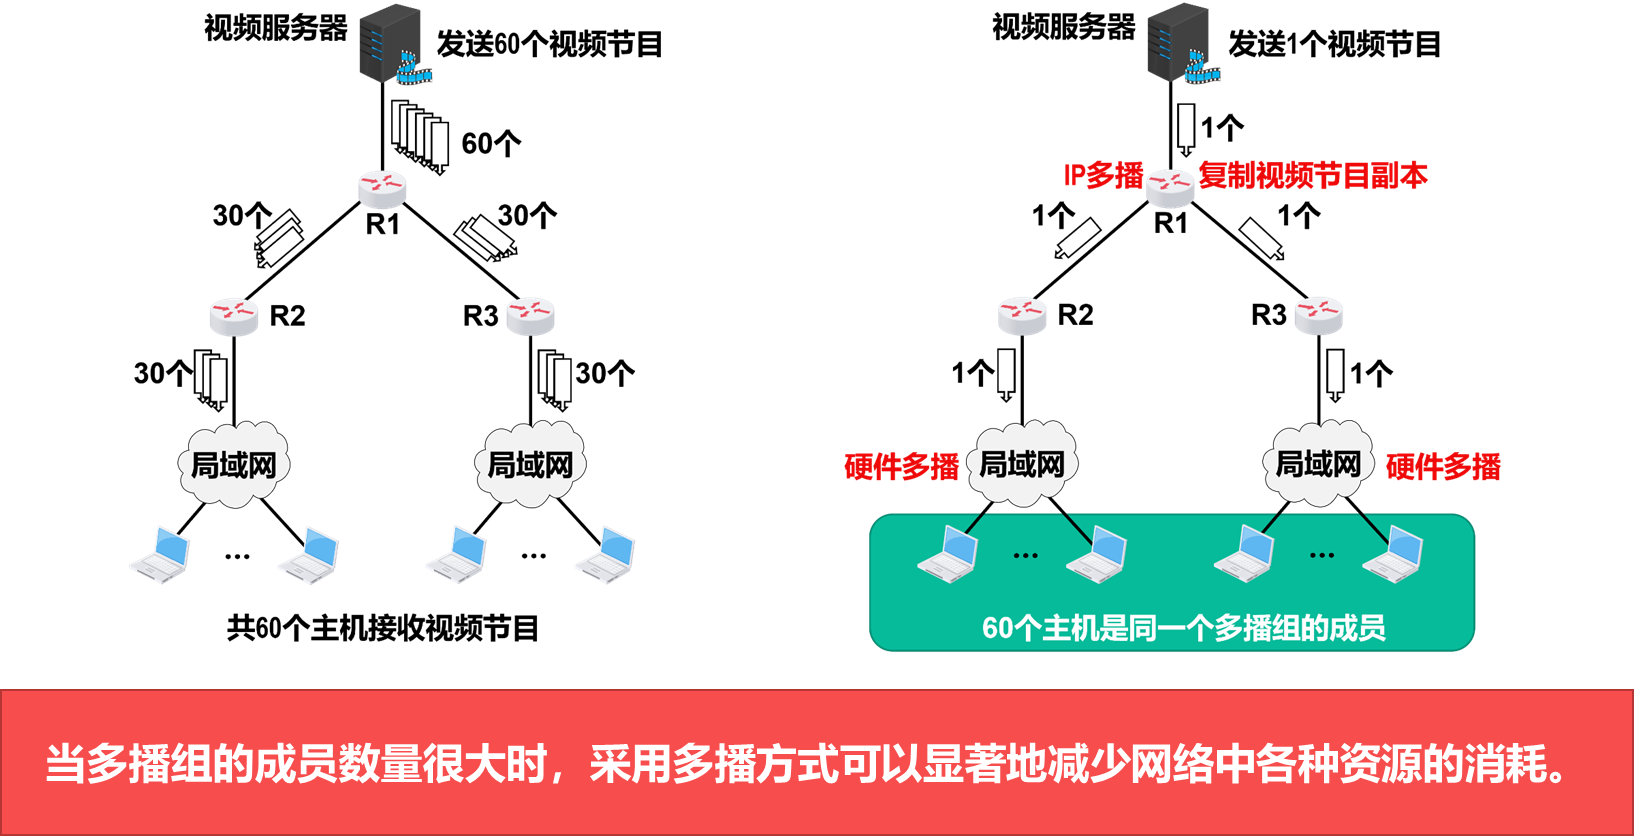 视频服务器
发送60个视频节目
60个
R1
30个
30个
R2
R3
30个
30个
局域网
局域网
...
...
共60个主机接收视频节目
视频服务器
发送1个视频节目
1个
IP多播
复制视频节目副本
R1
1个
1个
R2
R3
1个
1个
硬件多播
局域网
局域网
硬件多播
...
...
60个主机是同一个多播组的成员
当多播组的成员数量很大时，采用多播方式可以显著地减少网络中各种资源的消耗。